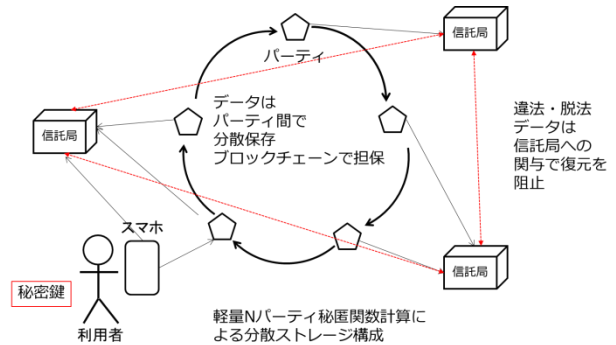 信託局
パーティ
データは
パーティ間で
分散保存
ブロックチェーンで担保
信託局
違法・脱法
データは
信託局への
関与で復元を
阻止
スマホ
信託局
秘密鍵
利用者
軽量Nパーティ秘匿関数計算に
よる分散ストレージ構成